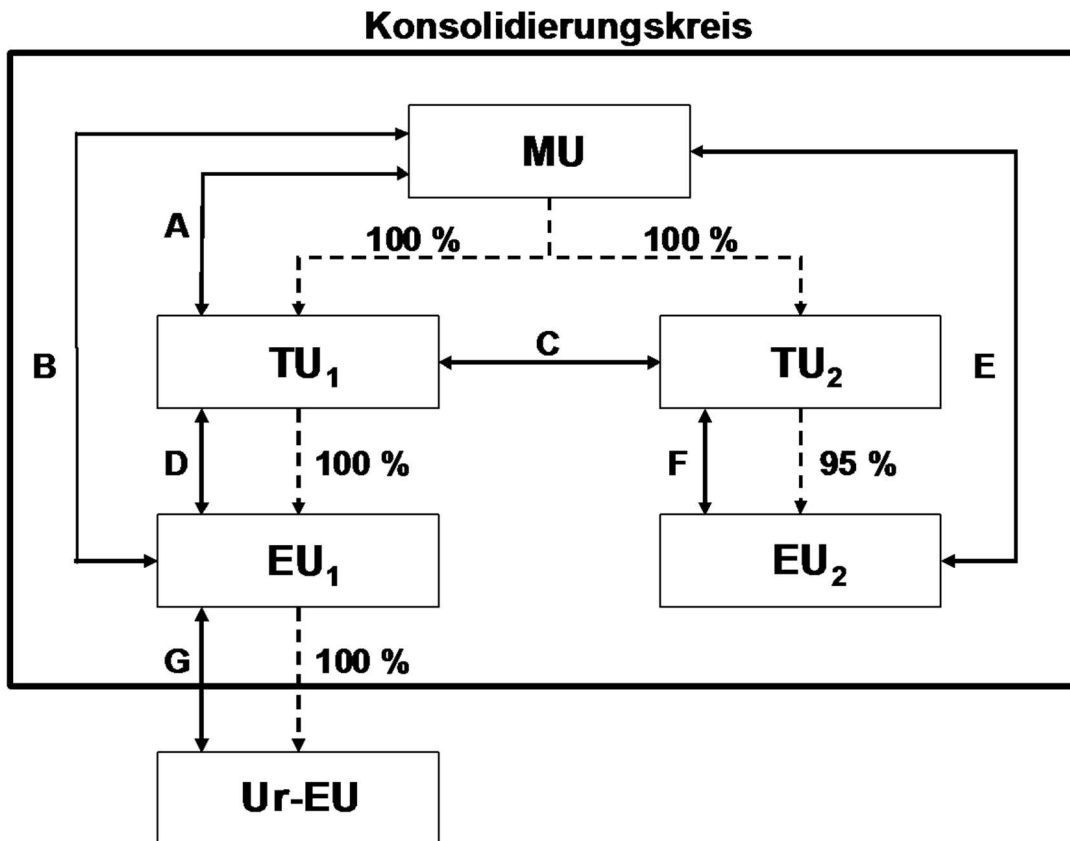 Konsolidierungskreis
MU
A
100 %
100 %
B
TU₁
C
TU₂
E
D
100 %
F
95 %
EU₁
EU₂
G
100 %
Ur-EU